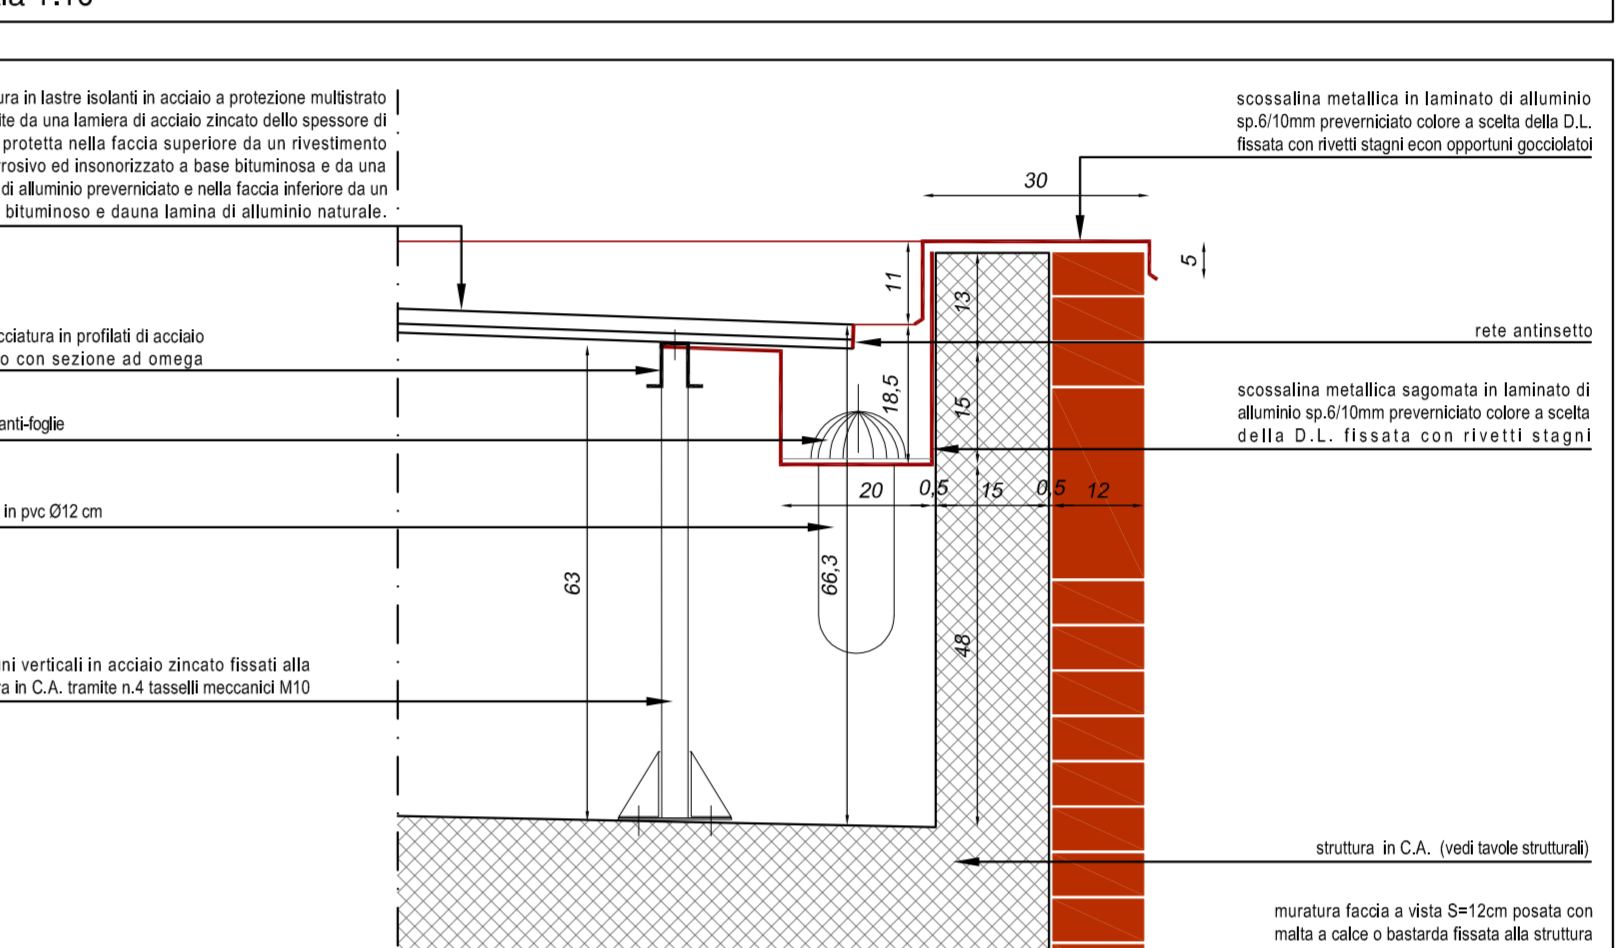 1:10
ura in lastre isolanti in acciaio a protezione multistrato
ite da una lamiera di acciaio zincato dello spessore di
protetta nella faccia superiore da un rivestimento
rrosivo ed insonorizzato a base bituminosa e da una
di alluminio preverniciato e nella faccia inferiore da un
bituminoso e dauna lamina di alluminio naturale.
scossalina metallica in laminato di alluminio
sp.6/10mm preverniciato colore a scelta della D.L.
fissata con rivetti stagni econ opportuni gocciolatoi
30
5
11
13
cciatura in profilati di acciaio
o con sezione ad omega
rete antinsetto
18,5
15
scossalina metallica sagomata in laminato di
alluminio sp.6/10mm preverniciato colore a scelta
della D.L. fissata con rivetti stagni
anti-foglie
20 0,5 15 0,5 12
in pvc Ø12 cm
63
66,3
48
ni verticali in acciaio zincato fissati alla
a in C.A. tramite n.4 tasselli meccanici M10
struttura in C.A. (vedi tavole strutturali)
muratura faccia a vista S=12cm posata con
malta a calce o bastarda fissata alla struttura